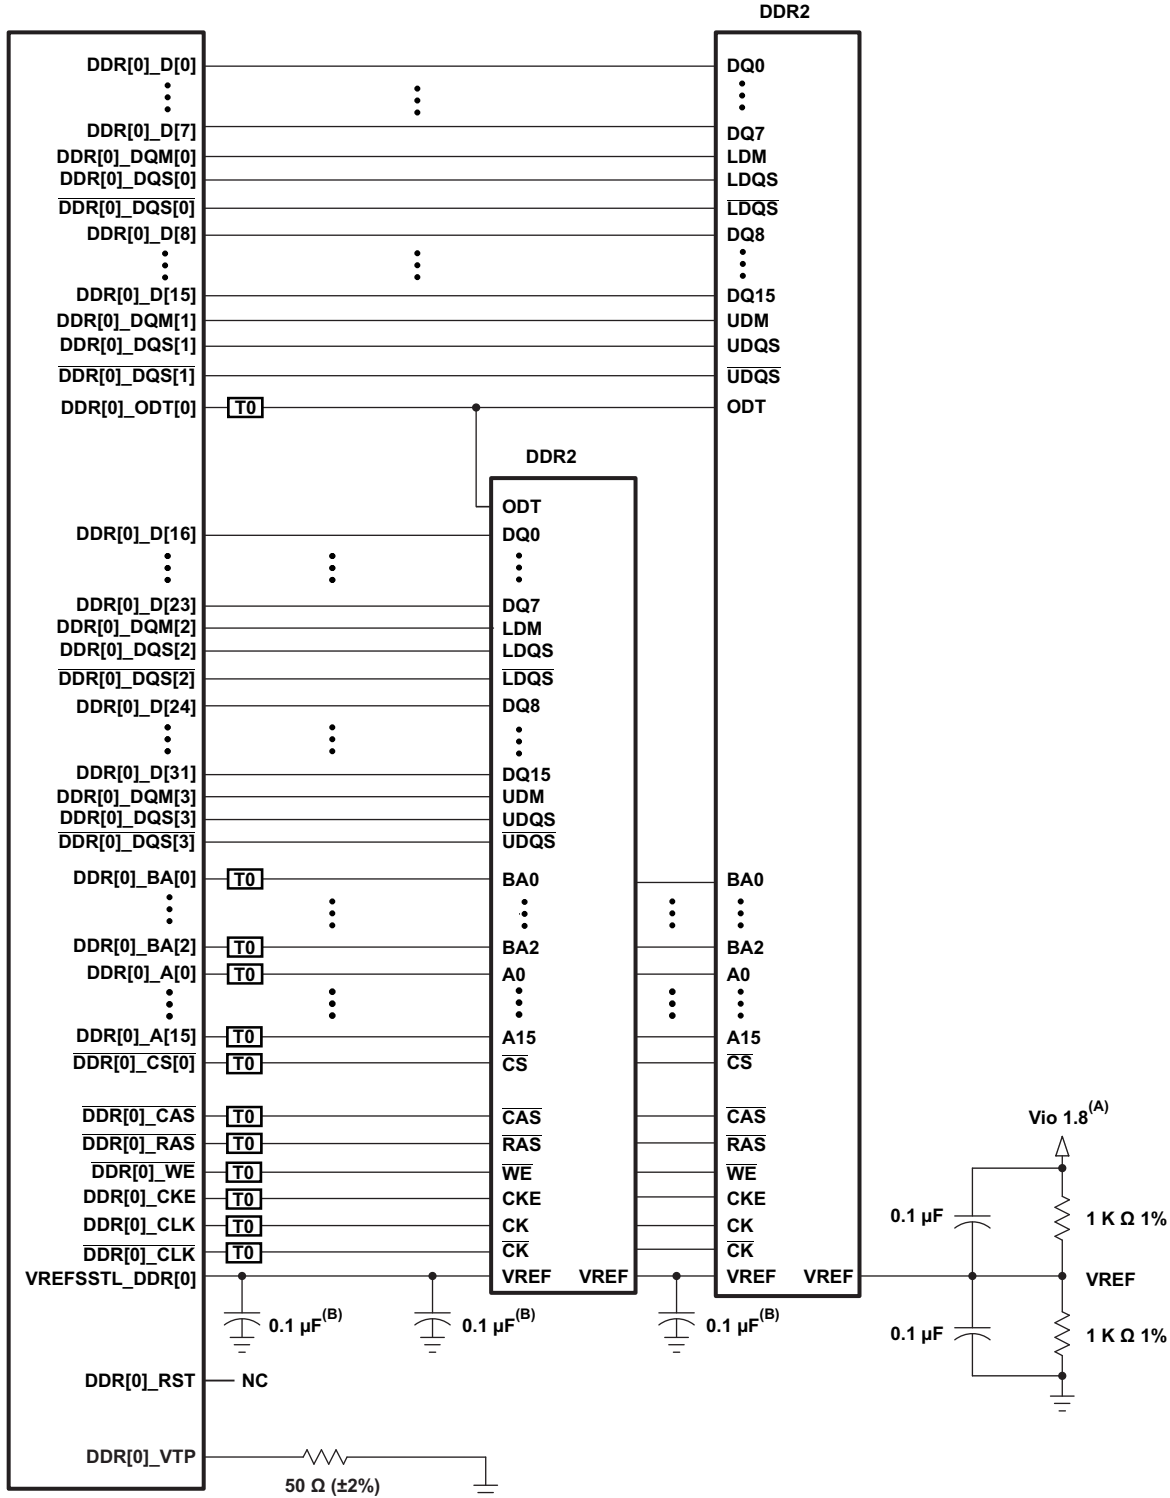 DDR2
DDR[0]_D[0] DQ0
DDR[0]_D[7] DQ7
DDR[0]_DQM[0] LDM
DDR[0]_DQS[0] LDQS
DDR[0]_DQS[0] LDQS
DDR[0]_D[8] DQ8
DDR[0]_D[15] DQ15
DDR[0]_DQM[1] UDM
DDR[0]_DQS[1] UDQS
DDR[0]_DQS[1] UDQS
DDR[0]_ODT[0] T0 ODT
DDR2
ODT
DDR[0]_D[16] DQ0
DDR[0]_D[23] DQ7
DDR[0]_DQM[2] LDM
DDR[0]_DQS[2] LDQS
DDR[0]_DQS[2] LDQS
DDR[0]_D[24] DQ8
DDR[0]_D[31] DQ15
DDR[0]_DQM[3] UDM
DDR[0]_DQS[3] UDQS
DDR[0]_DQS[3] UDQS
DDR[0]_BA[0] T0 BA0 BA0
DDR[0]_BA[2] T0 BA2 BA2
DDR[0]_A[0] T0 A0 A0
DDR[0]_A[15] T0 A15 A15
DDR[0]_CS[0] T0 CS CS
DDR[0]_CAS T0 CAS CAS
Vio 1.8(A)
DDR[0]_RAS T0 RAS RAS
DDR[0]_WE T0 WE WE
DDR[0]_CKE T0 CKE CKE
DDR[0]_CLK T0 CK CK
0.1 µF 1 K Ω 1%
DDR[0]_CLK T0 CK CK
VREFSSTL_DDR[0] VREF VREF VREF VREF VREF
0.1 µF(B) 0.1 µF(B) 0.1 µF(B) 0.1 µF 1 K Ω 1%
DDR[0]_RST NC
DDR[0]_VTP
50 Ω (±2%)